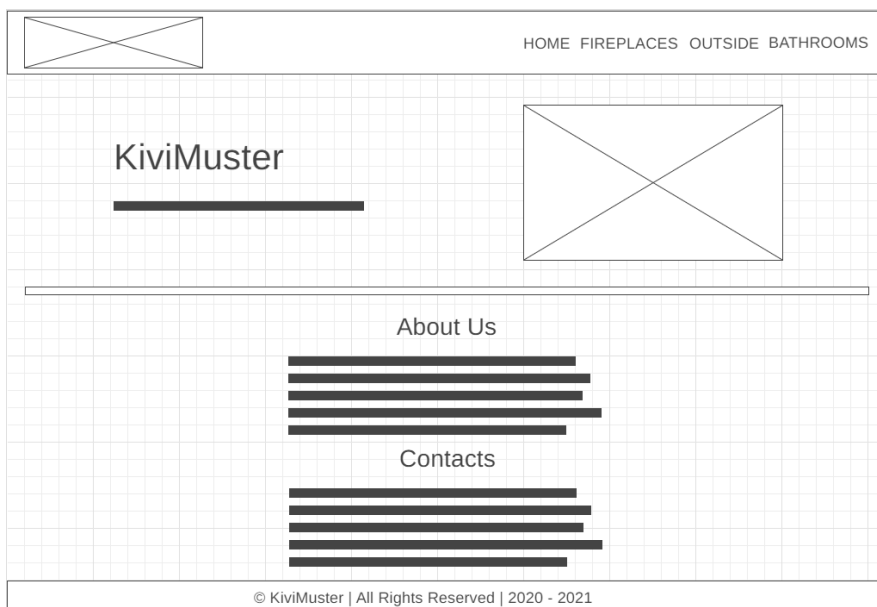 HOME FIREPLACES OUTSIDE BATHROOMS
KiviMuster
About Us
Contacts
© KiviMuster | All Rights Reserved | 2020 - 2021